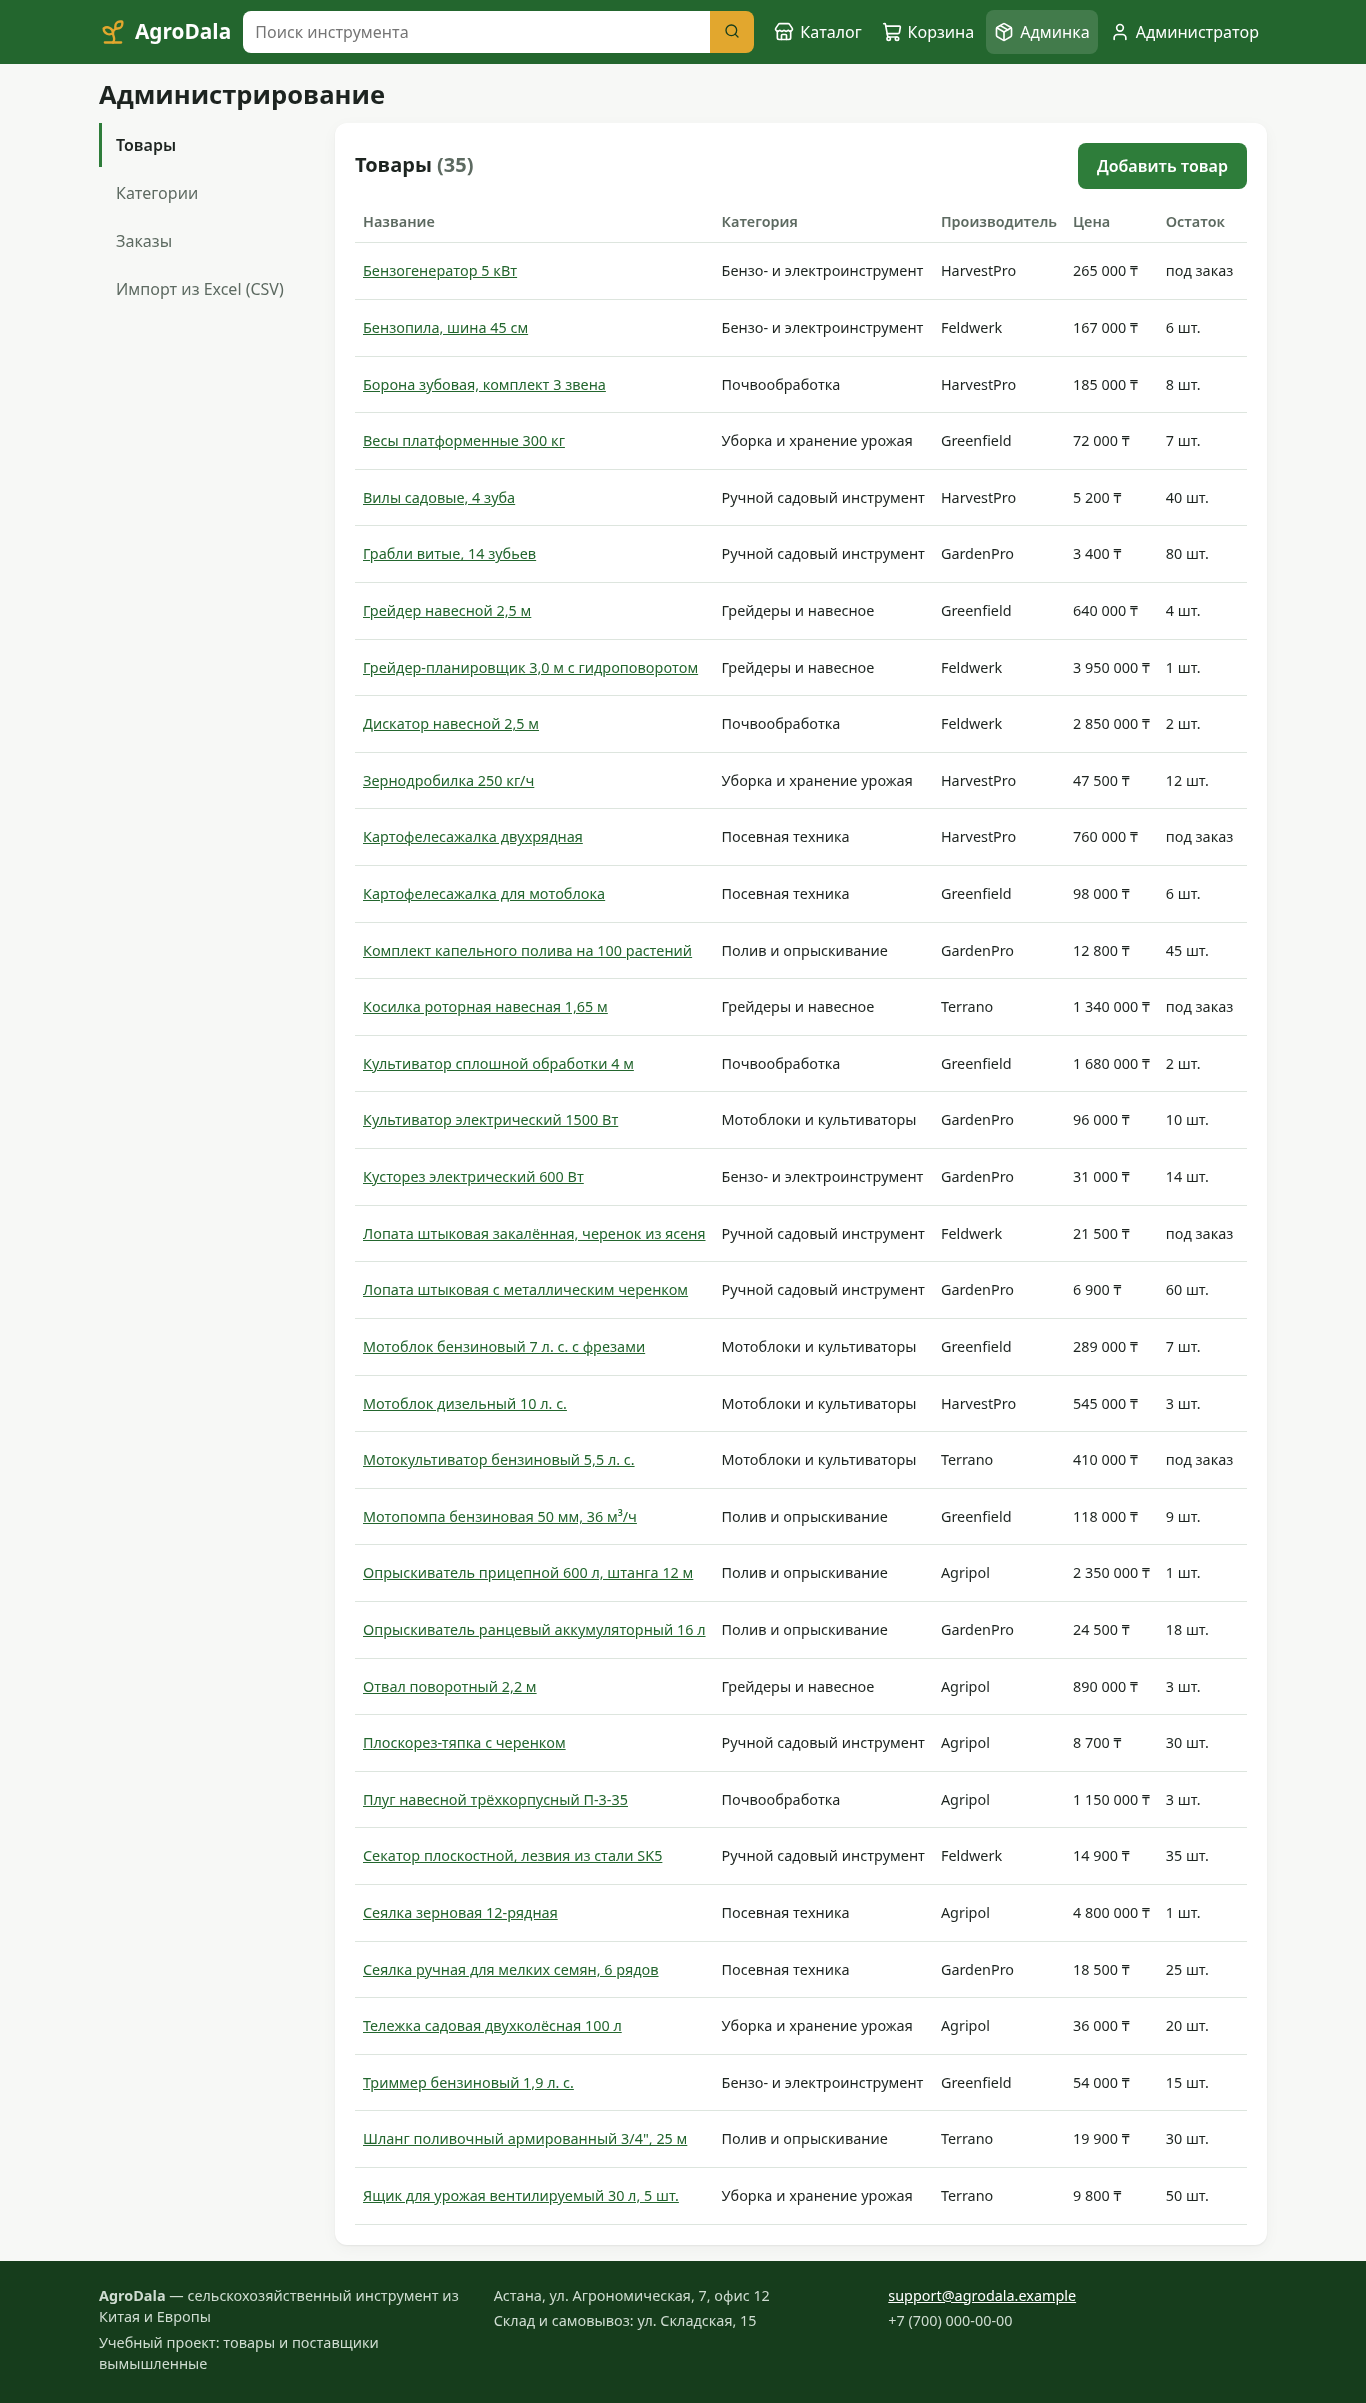 AgroDala
Поиск инструмента
Каталог
Корзина
Админка
Администратор
Администрирование
Товары
Категории
Заказы
Импорт из Excel (CSV)
Товары (35)
Добавить товар
Название Категория Производитель Цена Остаток
Бензогенератор 5 кВт Бензо- и электроинструмент HarvestPro 265 000 ₸ под заказ
Бензопила, шина 45 см Бензо- и электроинструмент Feldwerk 167 000 ₸ 6 шт.
Борона зубовая, комплект 3 звена Почвообработка HarvestPro 185 000 ₸ 8 шт.
Весы платформенные 300 кг Уборка и хранение урожая Greenfield 72 000 ₸ 7 шт.
Вилы садовые, 4 зуба Ручной садовый инструмент HarvestPro 5 200 ₸ 40 шт.
Грабли витые, 14 зубьев Ручной садовый инструмент GardenPro 3 400 ₸ 80 шт.
Грейдер навесной 2,5 м Грейдеры и навесное Greenfield 640 000 ₸ 4 шт.
Грейдер-планировщик 3,0 м с гидроповоротом Грейдеры и навесное Feldwerk 3 950 000 ₸ 1 шт.
Дискатор навесной 2,5 м Почвообработка Feldwerk 2 850 000 ₸ 2 шт.
Зернодробилка 250 кг/ч Уборка и хранение урожая HarvestPro 47 500 ₸ 12 шт.
Картофелесажалка двухрядная Посевная техника HarvestPro 760 000 ₸ под заказ
Картофелесажалка для мотоблока Посевная техника Greenfield 98 000 ₸ 6 шт.
Комплект капельного полива на 100 растений Полив и опрыскивание GardenPro 12 800 ₸ 45 шт.
Косилка роторная навесная 1,65 м Грейдеры и навесное Terrano 1 340 000 ₸ под заказ
Культиватор сплошной обработки 4 м Почвообработка Greenfield 1 680 000 ₸ 2 шт.
Культиватор электрический 1500 Вт Мотоблоки и культиваторы GardenPro 96 000 ₸ 10 шт.
Кусторез электрический 600 Вт Бензо- и электроинструмент GardenPro 31 000 ₸ 14 шт.
Лопата штыковая закалённая, черенок из ясеня Ручной садовый инструмент Feldwerk 21 500 ₸ под заказ
Лопата штыковая с металлическим черенком Ручной садовый инструмент GardenPro 6 900 ₸ 60 шт.
Мотоблок бензиновый 7 л. с. с фрезами Мотоблоки и культиваторы Greenfield 289 000 ₸ 7 шт.
Мотоблок дизельный 10 л. с. Мотоблоки и культиваторы HarvestPro 545 000 ₸ 3 шт.
Мотокультиватор бензиновый 5,5 л. с. Мотоблоки и культиваторы Terrano 410 000 ₸ под заказ
Мотопомпа бензиновая 50 мм, 36 м³/ч Полив и опрыскивание Greenfield 118 000 ₸ 9 шт.
Опрыскиватель прицепной 600 л, штанга 12 м Полив и опрыскивание Agripol 2 350 000 ₸ 1 шт.
Опрыскиватель ранцевый аккумуляторный 16 л Полив и опрыскивание GardenPro 24 500 ₸ 18 шт.
Отвал поворотный 2,2 м Грейдеры и навесное Agripol 890 000 ₸ 3 шт.
Плоскорез-тяпка с черенком Ручной садовый инструмент Agripol 8 700 ₸ 30 шт.
Плуг навесной трёхкорпусный П-3-35 Почвообработка Agripol 1 150 000 ₸ 3 шт.
Секатор плоскостной, лезвия из стали SK5 Ручной садовый инструмент Feldwerk 14 900 ₸ 35 шт.
Сеялка зерновая 12-рядная Посевная техника Agripol 4 800 000 ₸ 1 шт.
Сеялка ручная для мелких семян, 6 рядов Посевная техника GardenPro 18 500 ₸ 25 шт.
Тележка садовая двухколёсная 100 л Уборка и хранение урожая Agripol 36 000 ₸ 20 шт.
Триммер бензиновый 1,9 л. с. Бензо- и электроинструмент Greenfield 54 000 ₸ 15 шт.
Шланг поливочный армированный 3/4", 25 м Полив и опрыскивание Terrano 19 900 ₸ 30 шт.
Ящик для урожая вентилируемый 30 л, 5 шт. Уборка и хранение урожая Terrano 9 800 ₸ 50 шт.
AgroDala — сельскохозяйственный инструмент из
Китая и Европы
Учебный проект: товары и поставщики
вымышленные
Астана, ул. Агрономическая, 7, офис 12
Склад и самовывоз: ул. Складская, 15
support@agrodala.example
+7 (700) 000-00-00